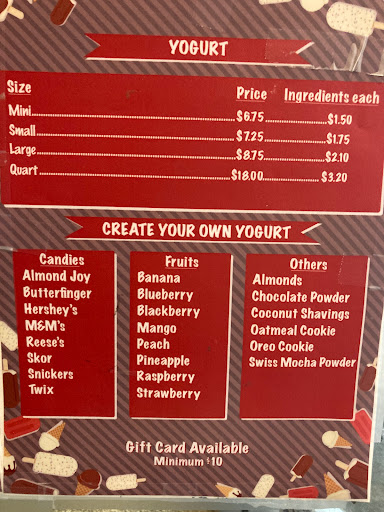 YOGURT
Size Price Ingredients each
Mini $6.75 $1.50
Small $7.25 $1.75
Large $8.75 $2.10
Quart $18.00 $3.20
CREATE YOUR OWN YOGURT
Candies
Almond Joy
Butterfinger
Hershey's
M&M's
Reese's
Skor
Snickers
Twix
Fruits
Banana
Blueberry
Blackberry
Mango
Peach
Pineapple
Raspberry
Strawberry
Others
Almonds
Chocolate Powder
Coconut Shavings
Oatmeal Cookie
Oreo Cookie
Swiss Mocha Powder
Gift Card Available
Minimum $10